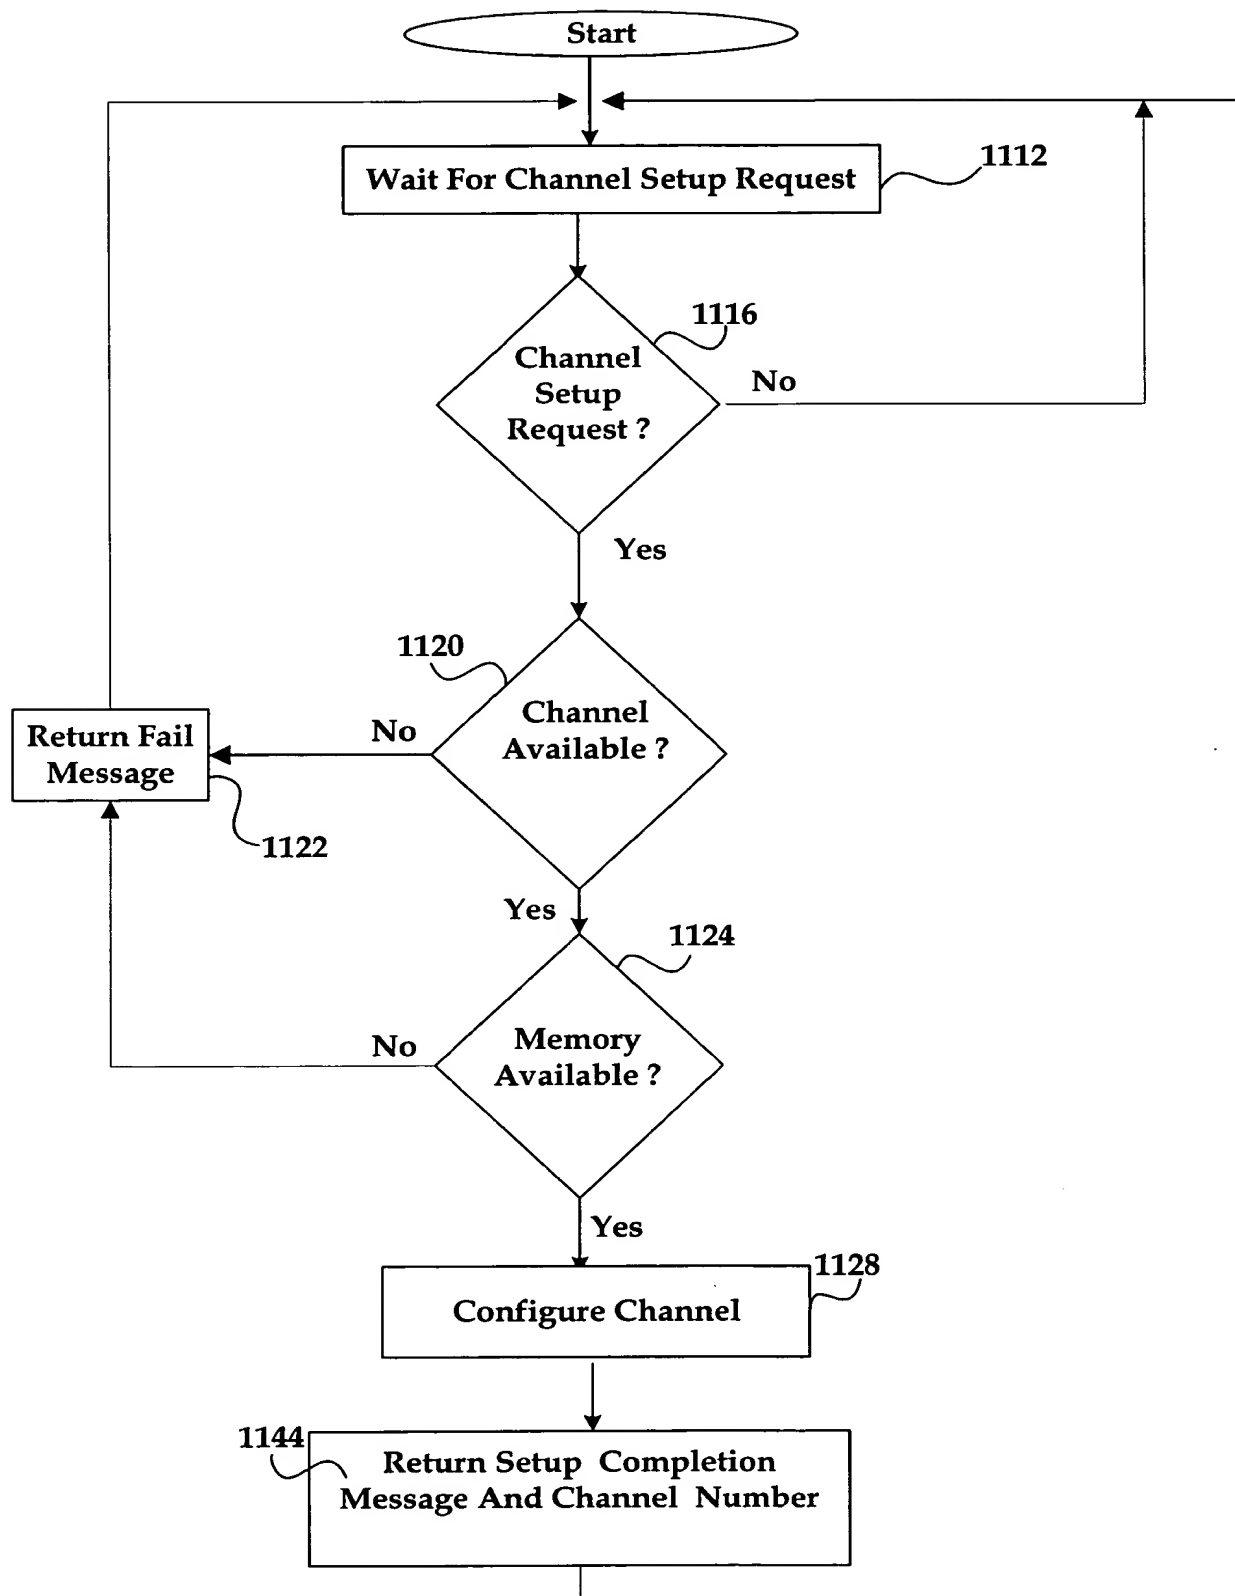 Start
Wait For Channel Setup Request
1112
1116
Channel
Setup
Request ?
No
Yes
1120
Channel
Available ?
No
Return Fail
Message
1122
Yes
1124
Memory
Available ?
No
Yes
1128
Configure Channel
1144
Return Setup Completion
Message And Channel Number